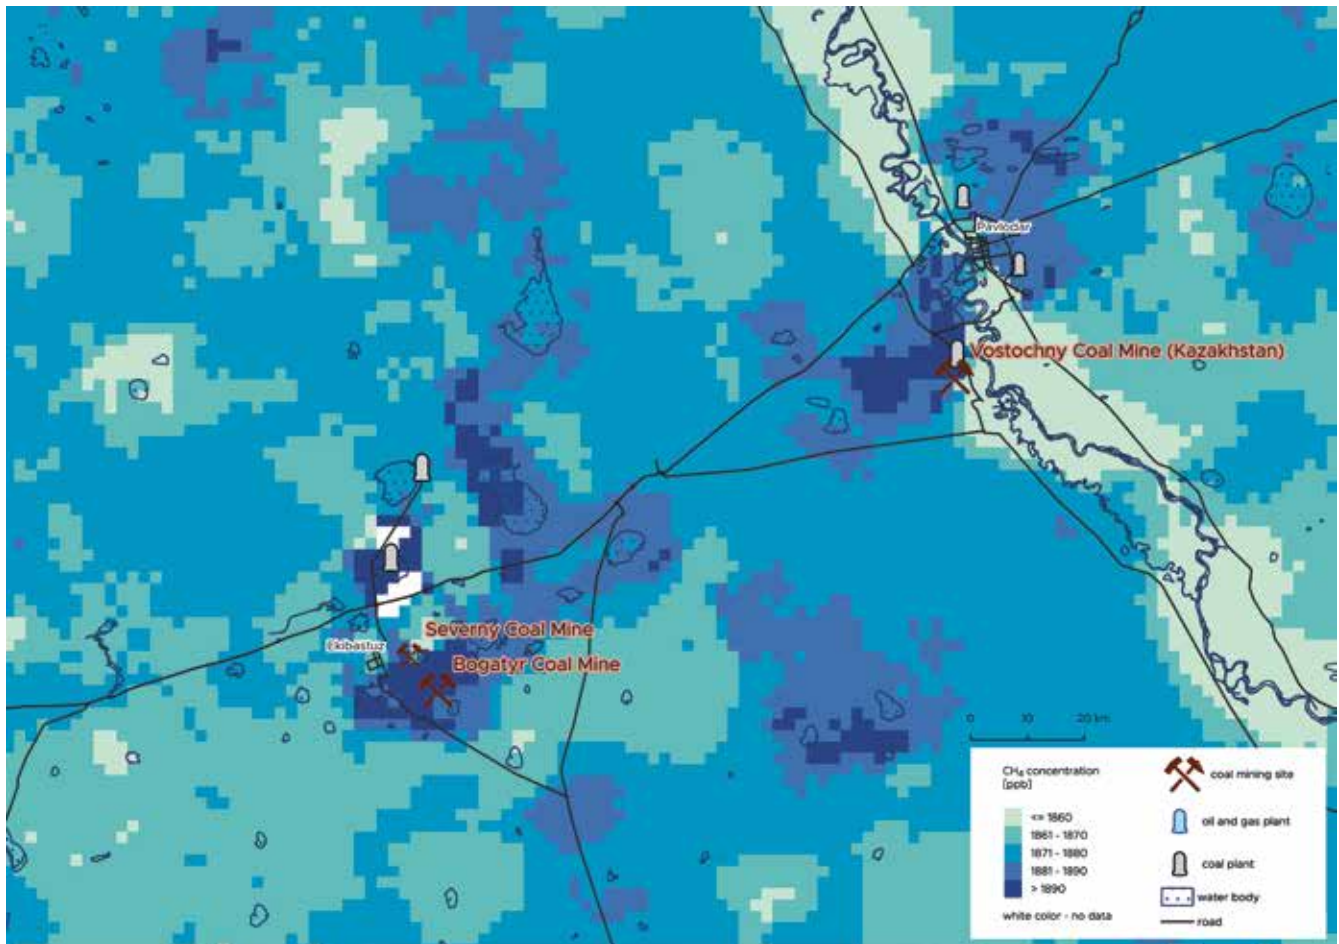 Pavlodar
Vostochny Coal Mine (Kazakhstan)
Severny Coal Mine
Ekibastuz
Bogatyr Coal Mine
0 10 20 km
CH₄ concentration
[ppb]
<= 1860
1861 - 1870
1871 - 1880
1881 - 1890
> 1890
white color - no data
coal mining site
oil and gas plant
coal plant
water body
road